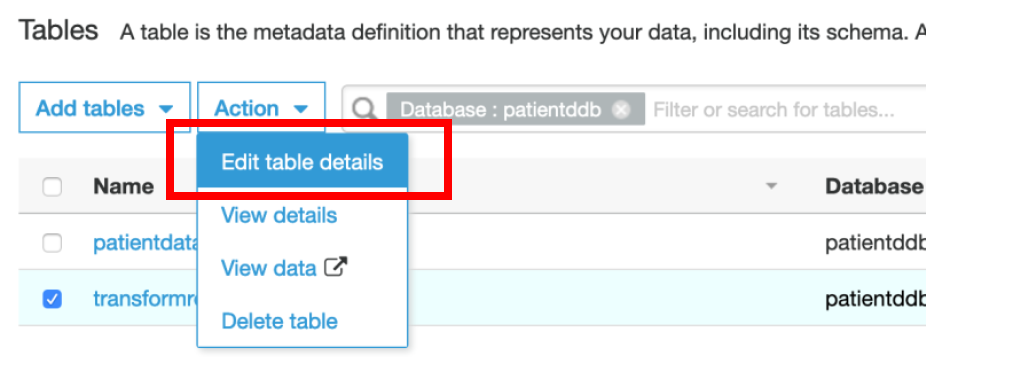 Tables A table is the metadata definition that represents your data, including its schema. A
Add tables Action Database : patientddb Filter or search for tables...
Edit table details
Name Database
View details
patientdata patientddb
View data
transformr patientddb
Delete table